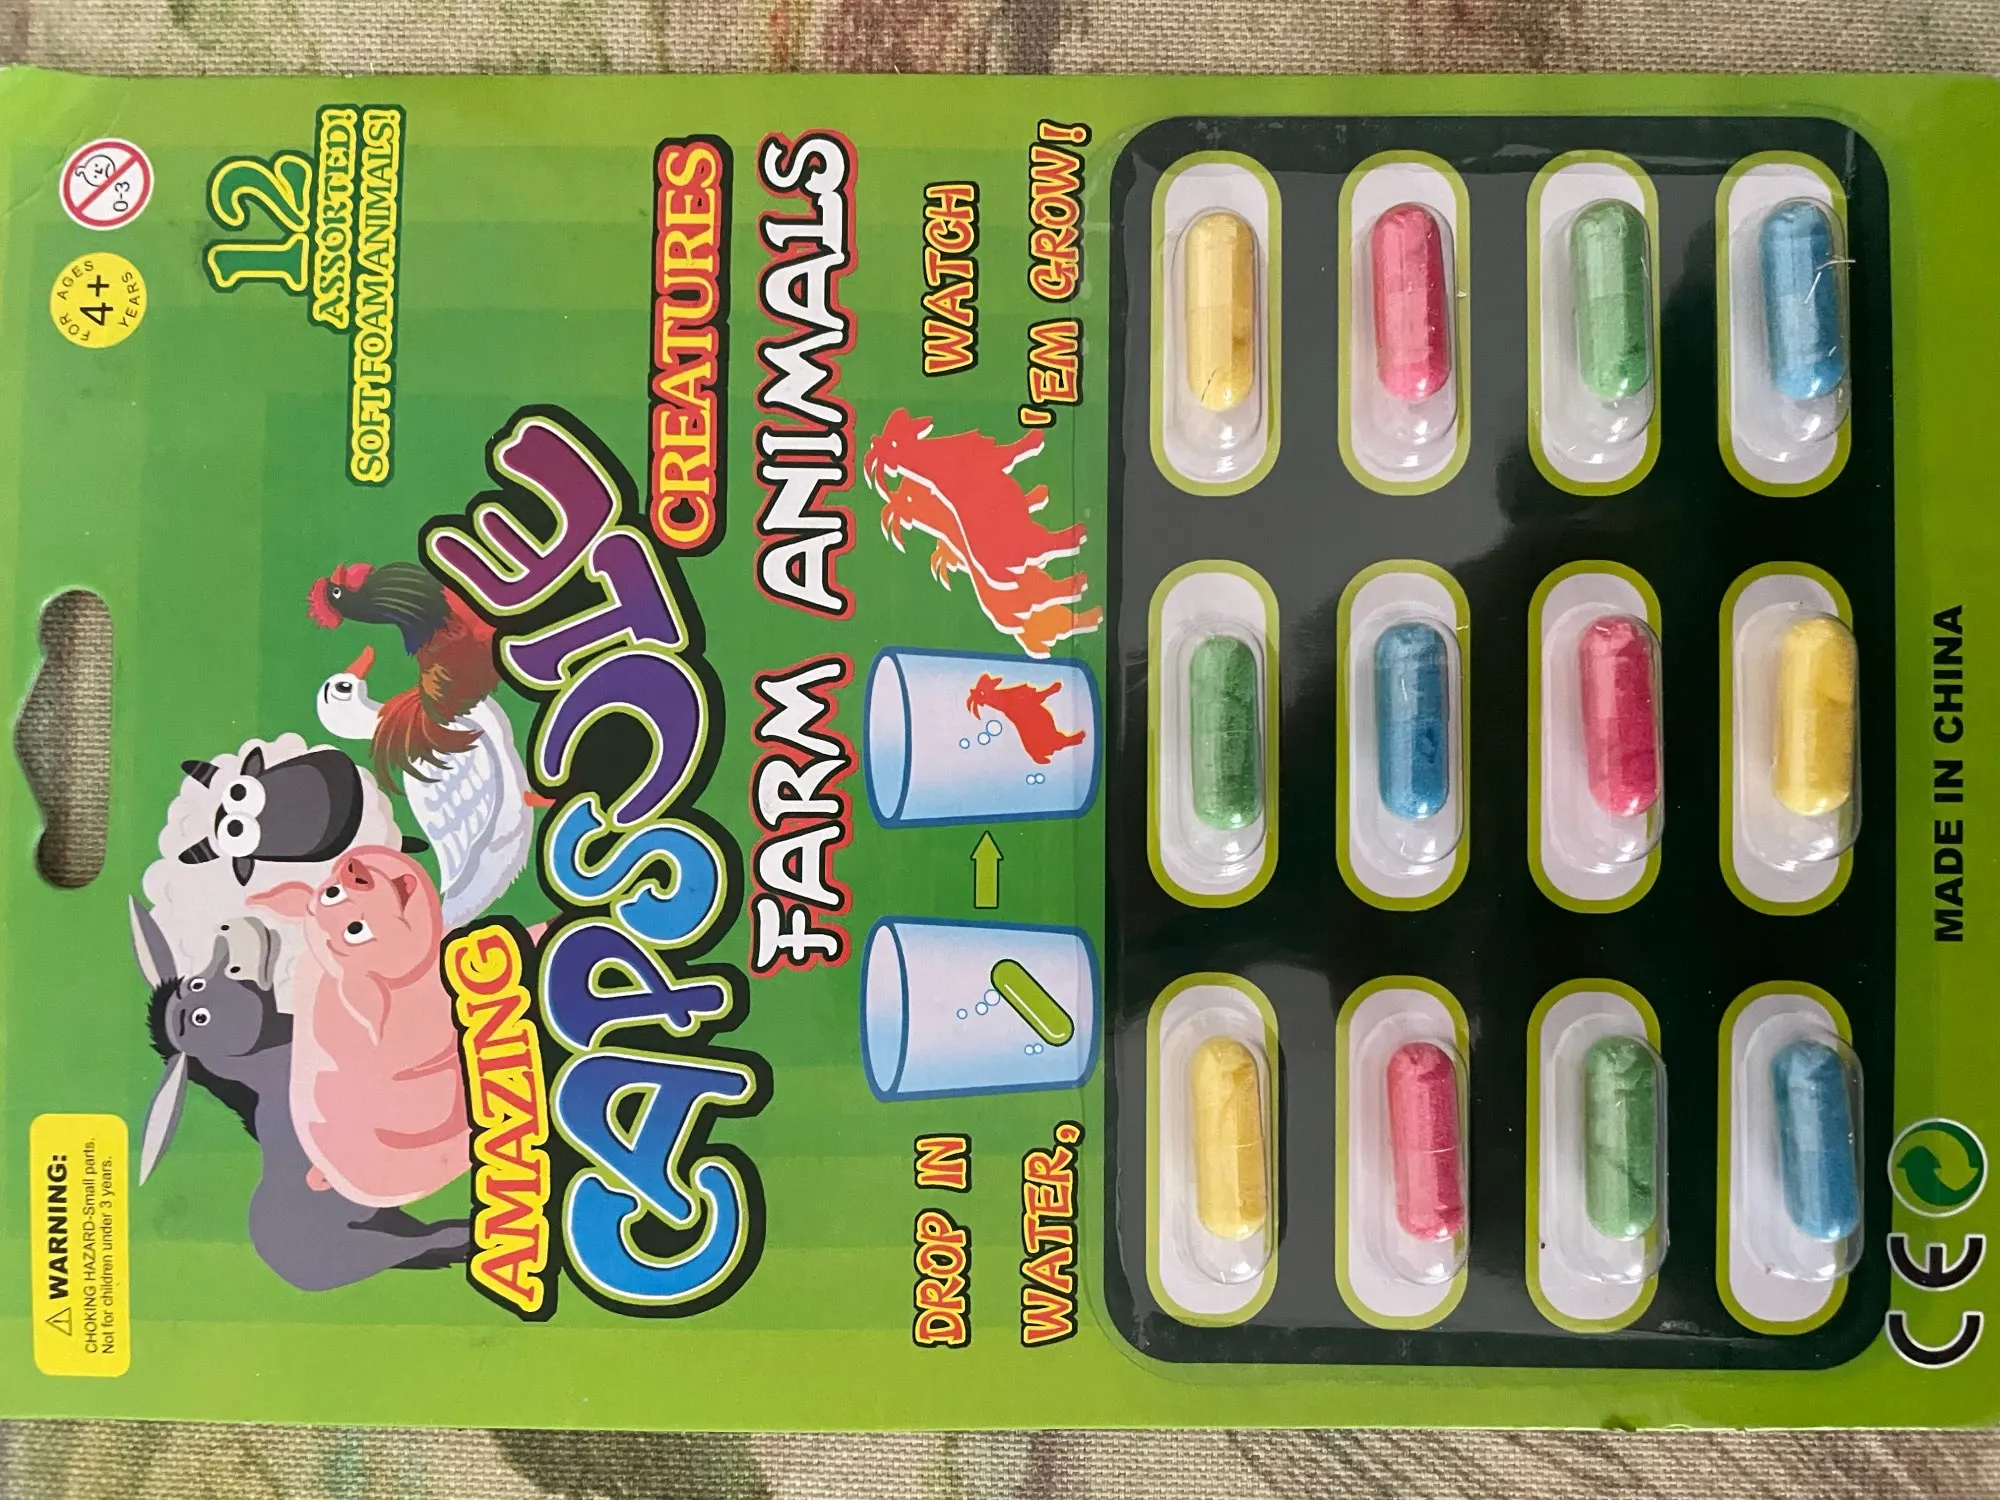 ⚠ WARNING:
CHOKING HAZARD-Small parts.
Not for children under 3 years.
FOR AGES
4+
YEARS
0-3
12
ASSORTED!
SOFT FOAM ANIMALS!
AMAZING
CAPSULE
CREATURES
FARM ANIMALS
DROP IN
WATER,
WATCH
'EM GROW!
CE
MADE IN CHINA